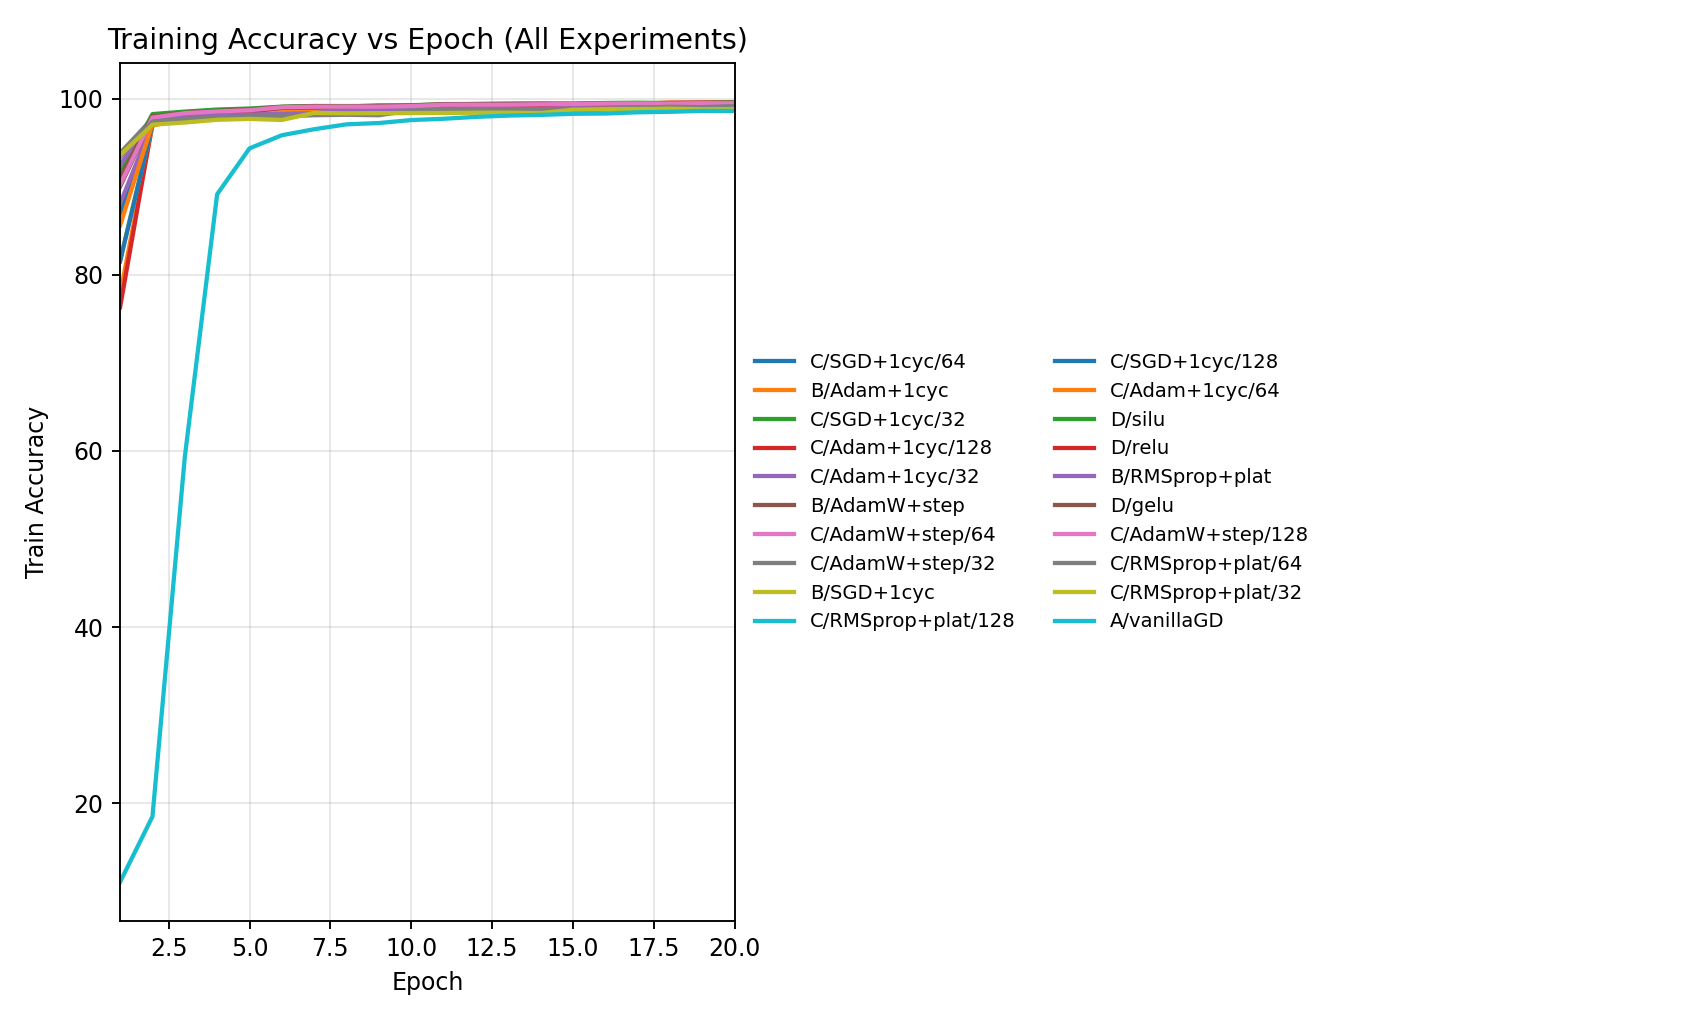 Training Accuracy vs Epoch (All Experiments)
100
80
60
40
20
Train Accuracy
2.5 5.0 7.5 10.0 12.5 15.0 17.5 20.0
Epoch
C/SGD+1cyc/64
B/Adam+1cyc
C/SGD+1cyc/32
C/Adam+1cyc/128
C/Adam+1cyc/32
B/AdamW+step
C/AdamW+step/64
C/AdamW+step/32
B/SGD+1cyc
C/RMSprop+plat/128
C/SGD+1cyc/128
C/Adam+1cyc/64
D/silu
D/relu
B/RMSprop+plat
D/gelu
C/AdamW+step/128
C/RMSprop+plat/64
C/RMSprop+plat/32
A/vanillaGD